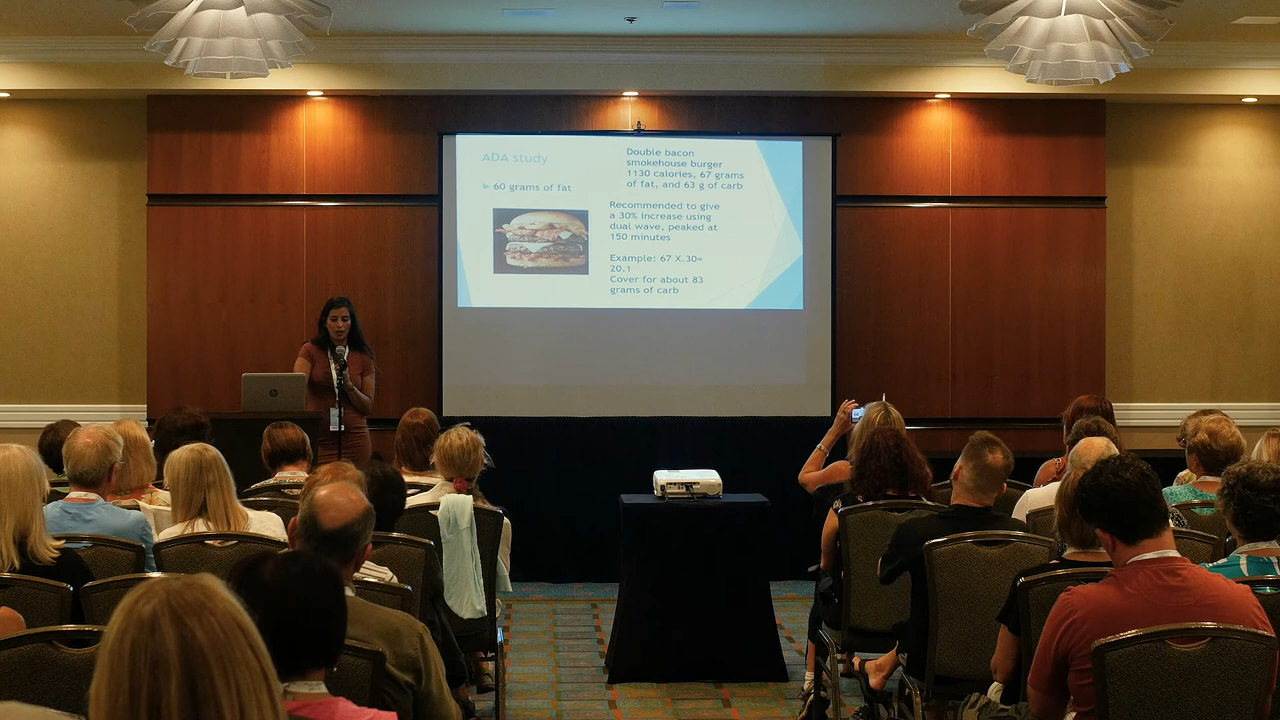 ADA study
60 grams of fat
Double bacon
smokehouse burger
1130 calories, 67 grams
of fat, and 63 g of carb
Recommended to give
a 30% increase using
dual wave, peaked at
150 minutes
Example: 67 X.30=
20.1
Cover for about 83
grams of carb
hp